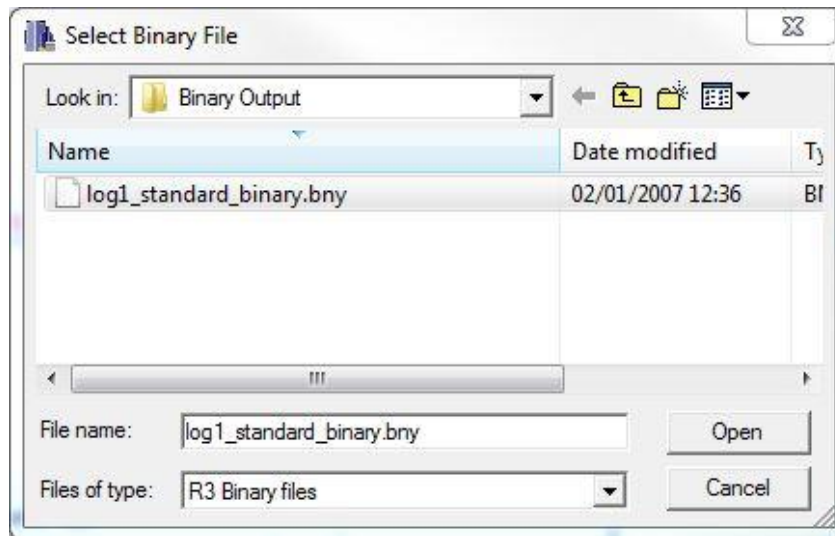 Select Binary File
Look in: Binary Output
Name Date modified Ty
log1_standard_binary.bny 02/01/2007 12:36
File name: log1_standard_binary.bny Open
Files of type: R3 Binary files Cancel